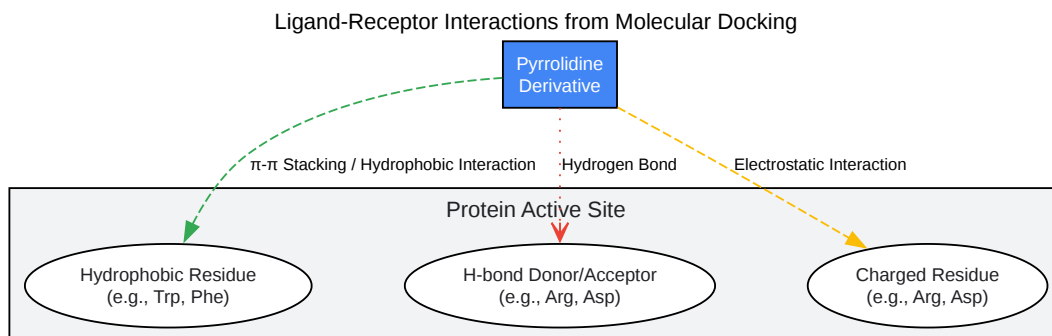 Ligand-Receptor Interactions from Molecular Docking
Pyrrolidine
Derivative
π-π Stacking / Hydrophobic Interaction
Hydrogen Bond
Electrostatic Interaction
Protein Active Site
Hydrophobic Residue
(e.g., Trp, Phe)
H-bond Donor/Acceptor
(e.g., Arg, Asp)
Charged Residue
(e.g., Arg, Asp)